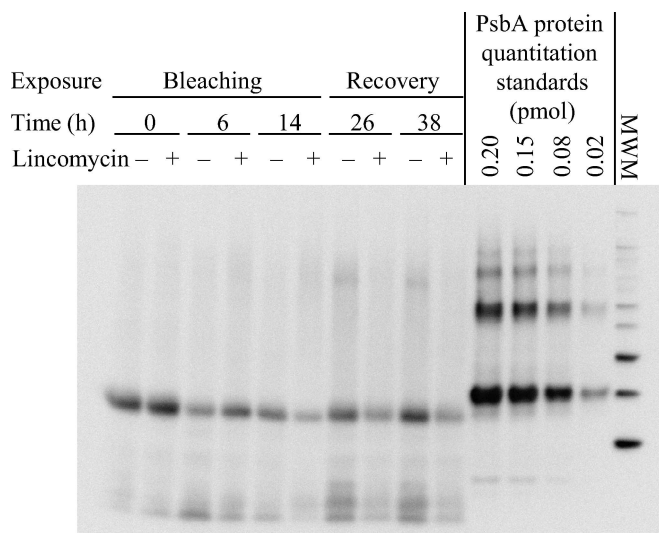 PsbA protein
quantitation
standards
(pmol)
Exposure Bleaching Recovery
Time (h) 0 6 14 26 38
Lincomycin – + – + – + – + – +
0.20 0.15 0.08 0.02 MWM